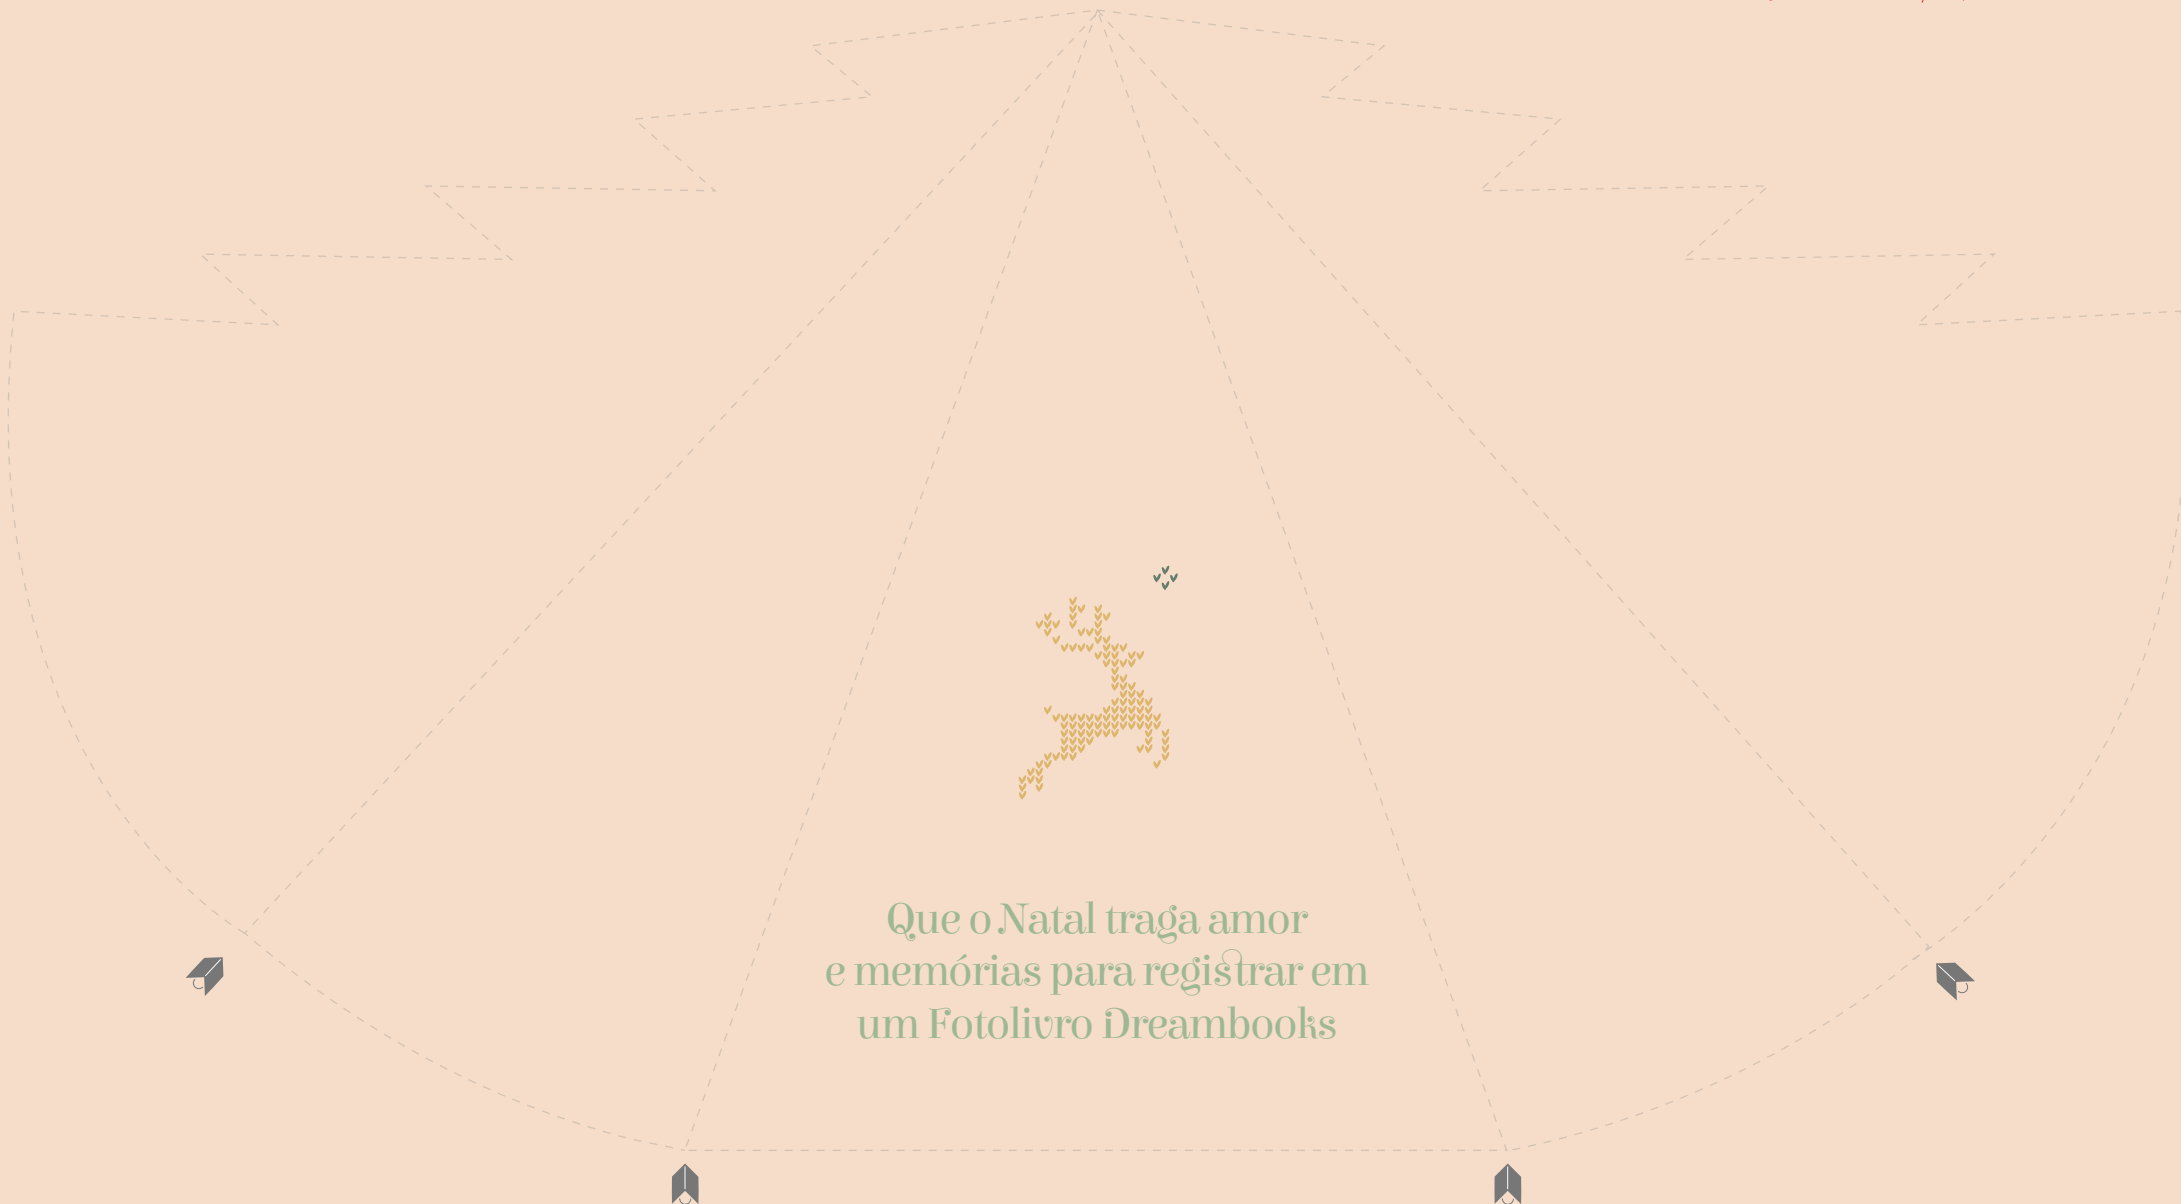 Que o Natal traga amor
e memórias para registrar em
um Fotolivro Dreambooks